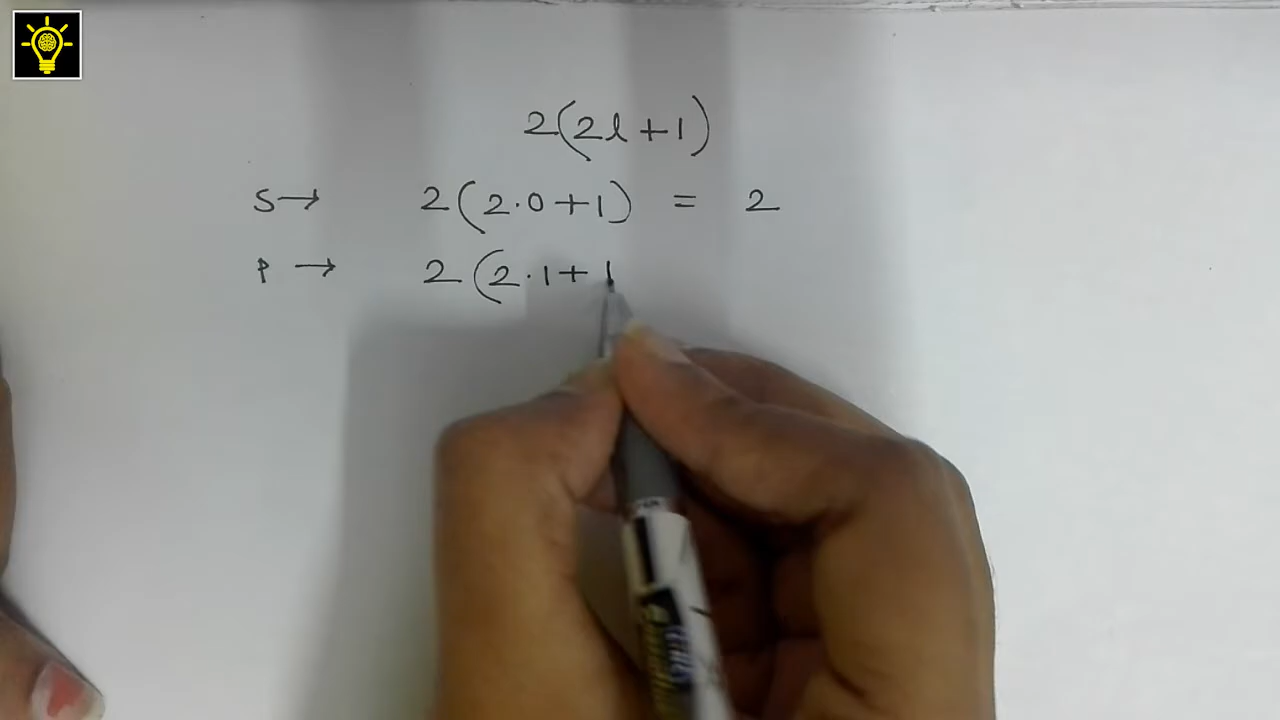 2(2l+1)
S→ 2(2·0+1) = 2
P → 2(2·1+1